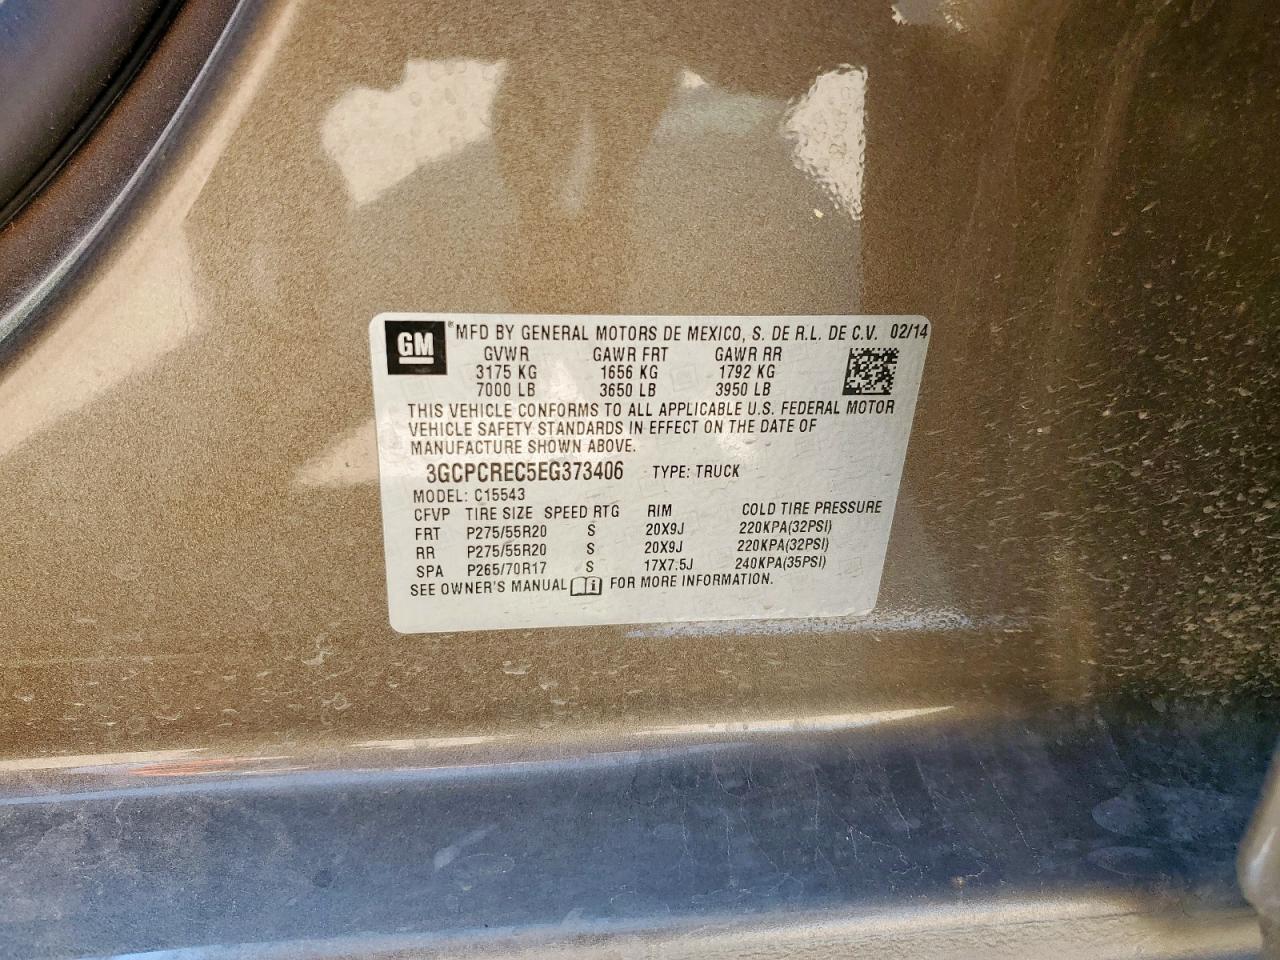 GM ® MFD BY GENERAL MOTORS DE MEXICO, S. DE R.L. DE C.V. 02/14
GVWR GAWR FRT GAWR RR
3175 KG 1656 KG 1792 KG
7000 LB 3650 LB 3950 LB
THIS VEHICLE CONFORMS TO ALL APPLICABLE U.S. FEDERAL MOTOR
VEHICLE SAFETY STANDARDS IN EFFECT ON THE DATE OF
MANUFACTURE SHOWN ABOVE.
3GCPCREC5EG373406 TYPE: TRUCK
MODEL: C15543
CFVP TIRE SIZE SPEED RTG RIM COLD TIRE PRESSURE
FRT P275/55R20 S 20X9J 220KPA(32PSI)
RR P275/55R20 S 20X9J 220KPA(32PSI)
SPA P265/70R17 S 17X7.5J 240KPA(35PSI)
SEE OWNER'S MANUAL i FOR MORE INFORMATION.